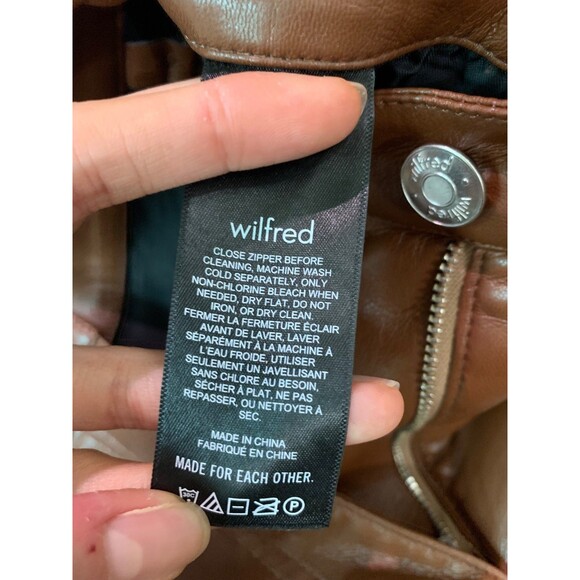 wilfred
CLOSE ZIPPER BEFORE
CLEANING, MACHINE WASH
COLD SEPARATELY, ONLY
NON-CHLORINE BLEACH WHEN
NEEDED, DRY FLAT, DO NOT
IRON, OR DRY CLEAN.
FERMER LA FERMETURE ÉCLAIR
AVANT DE LAVER, LAVER
SÉPARÉMENT À LA MACHINE À
L'EAU FROIDE, UTILISER
SEULEMENT UN JAVELLISANT
SANS CHLORE AU BESOIN,
SÉCHER À PLAT, NE PAS
REPASSER, OU NETTOYER À
SEC.
MADE IN CHINA
FABRIQUÉ EN CHINE
MADE FOR EACH OTHER.
30C
P
wilfred
wilfred